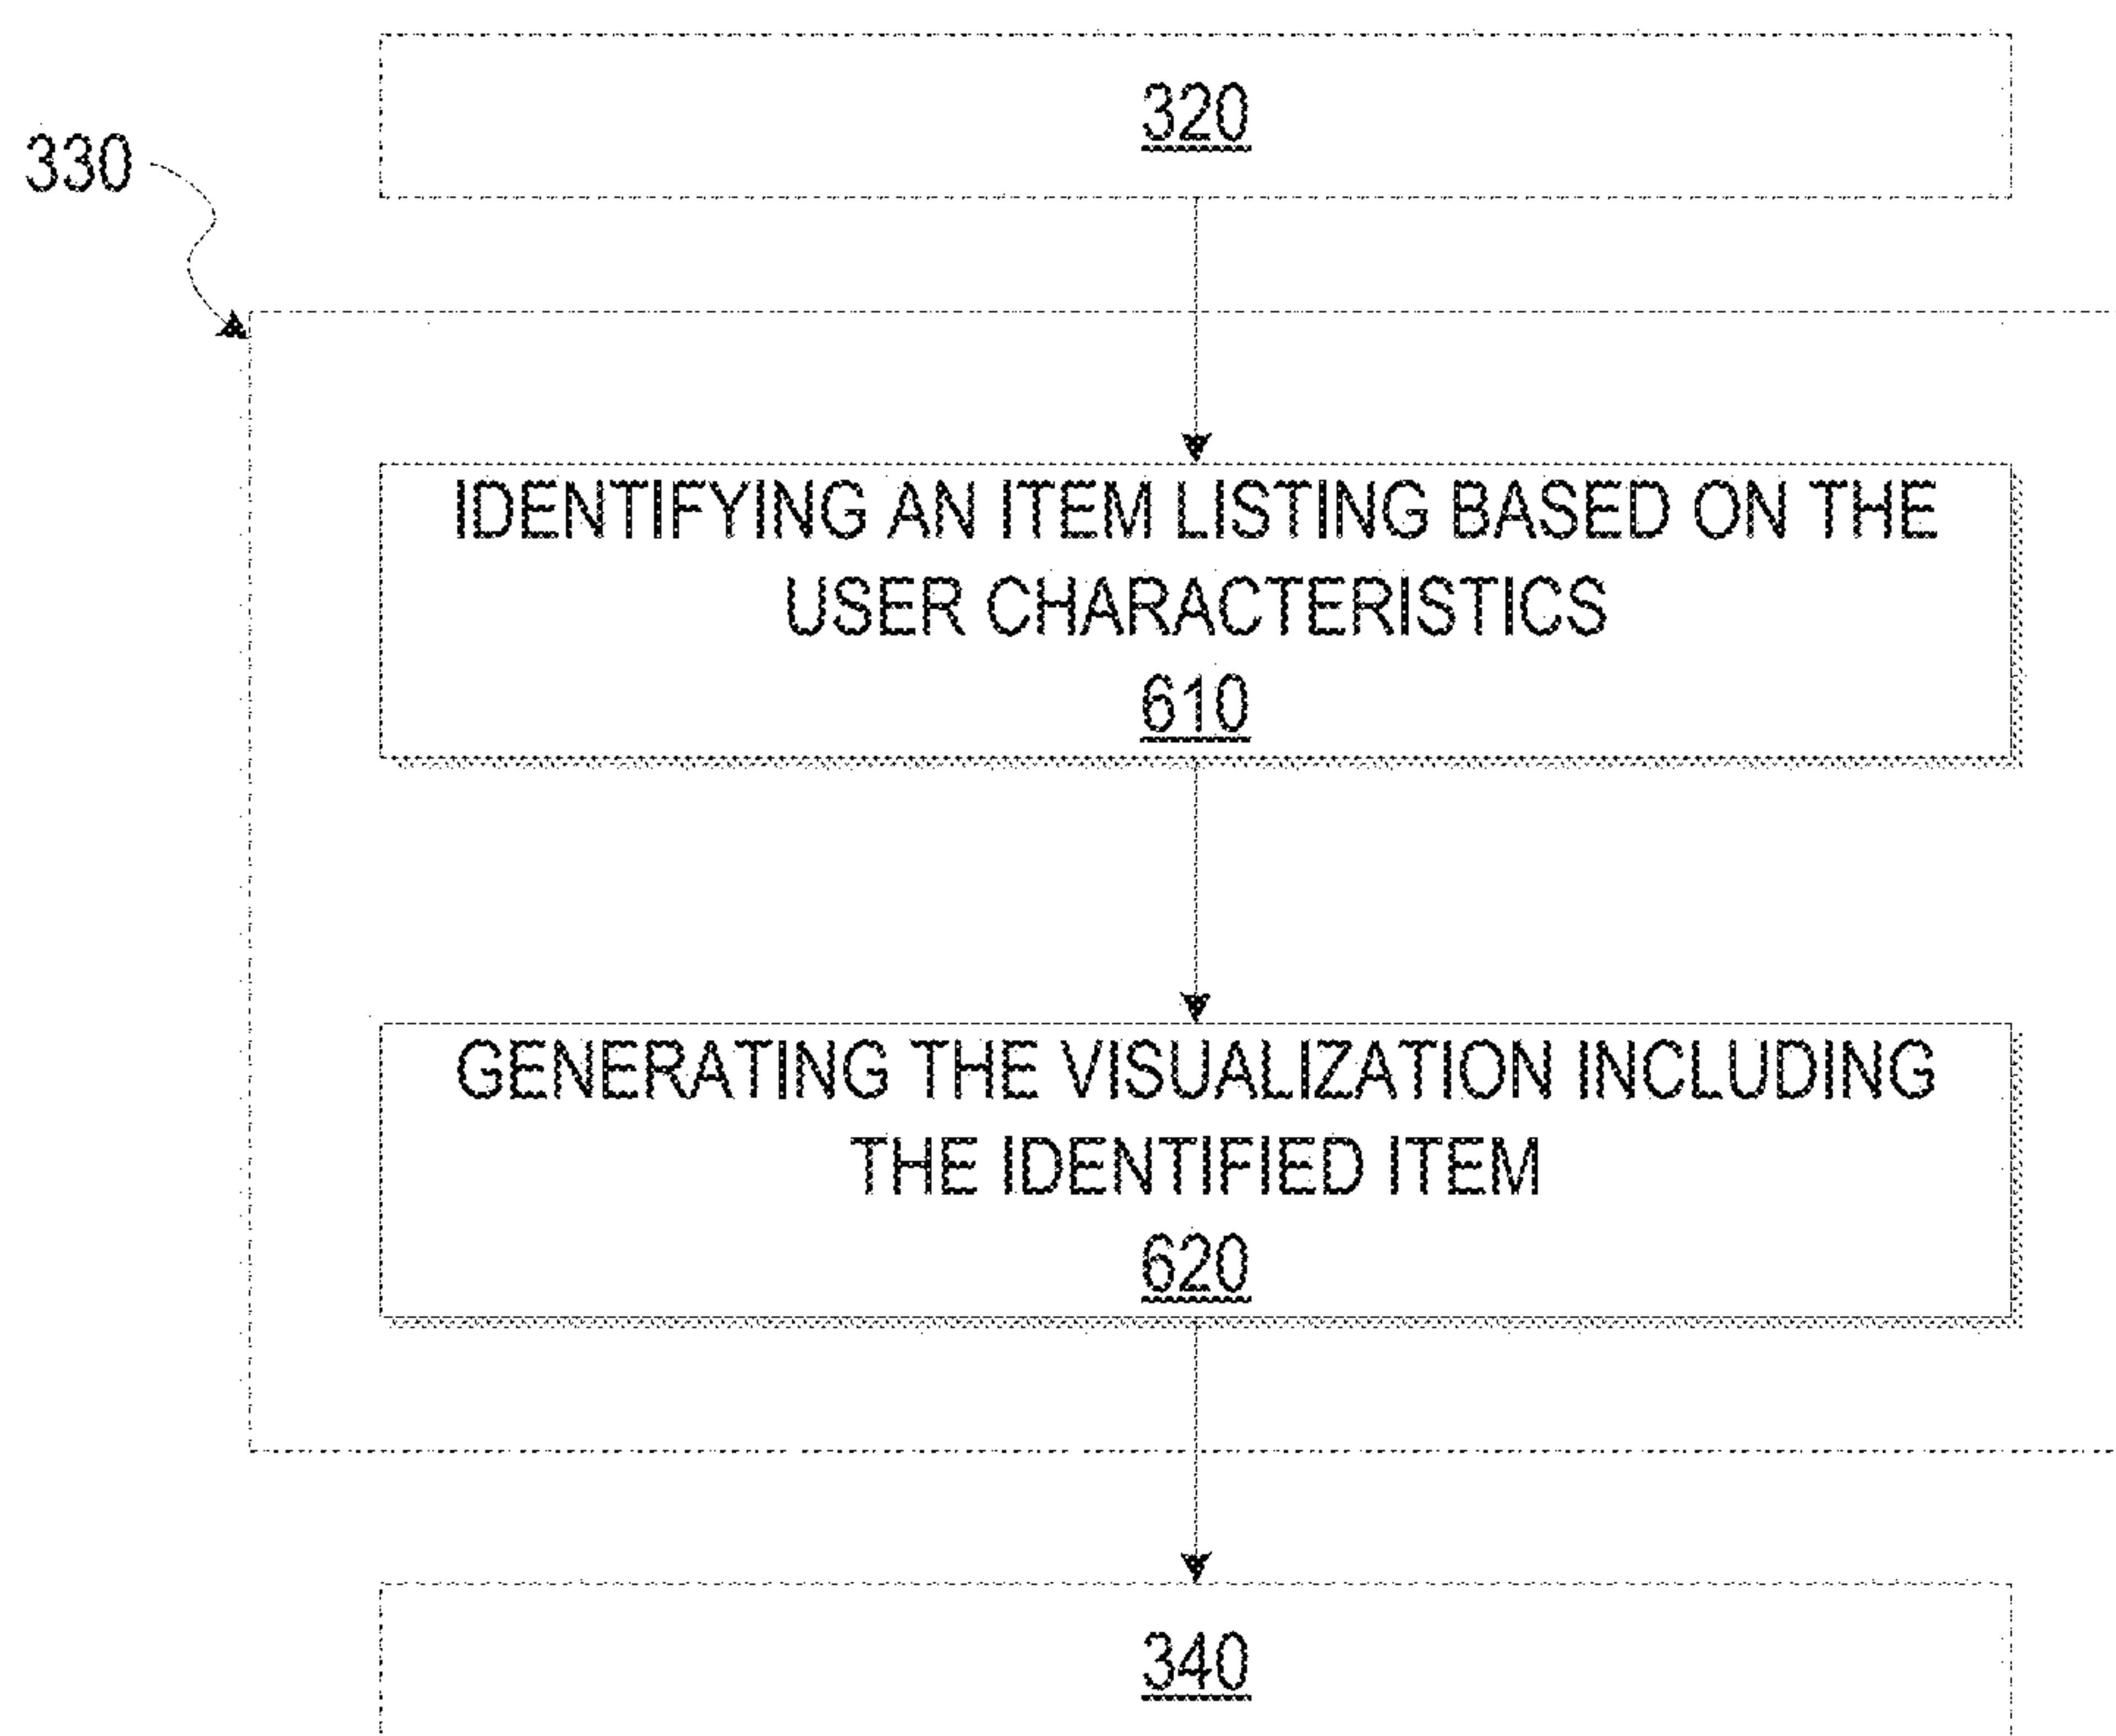 320
330
IDENTIFYING AN ITEM LISTING BASED ON THE
USER CHARACTERISTICS
610
GENERATING THE VISUALIZATION INCLUDING
THE IDENTIFIED ITEM
620
340